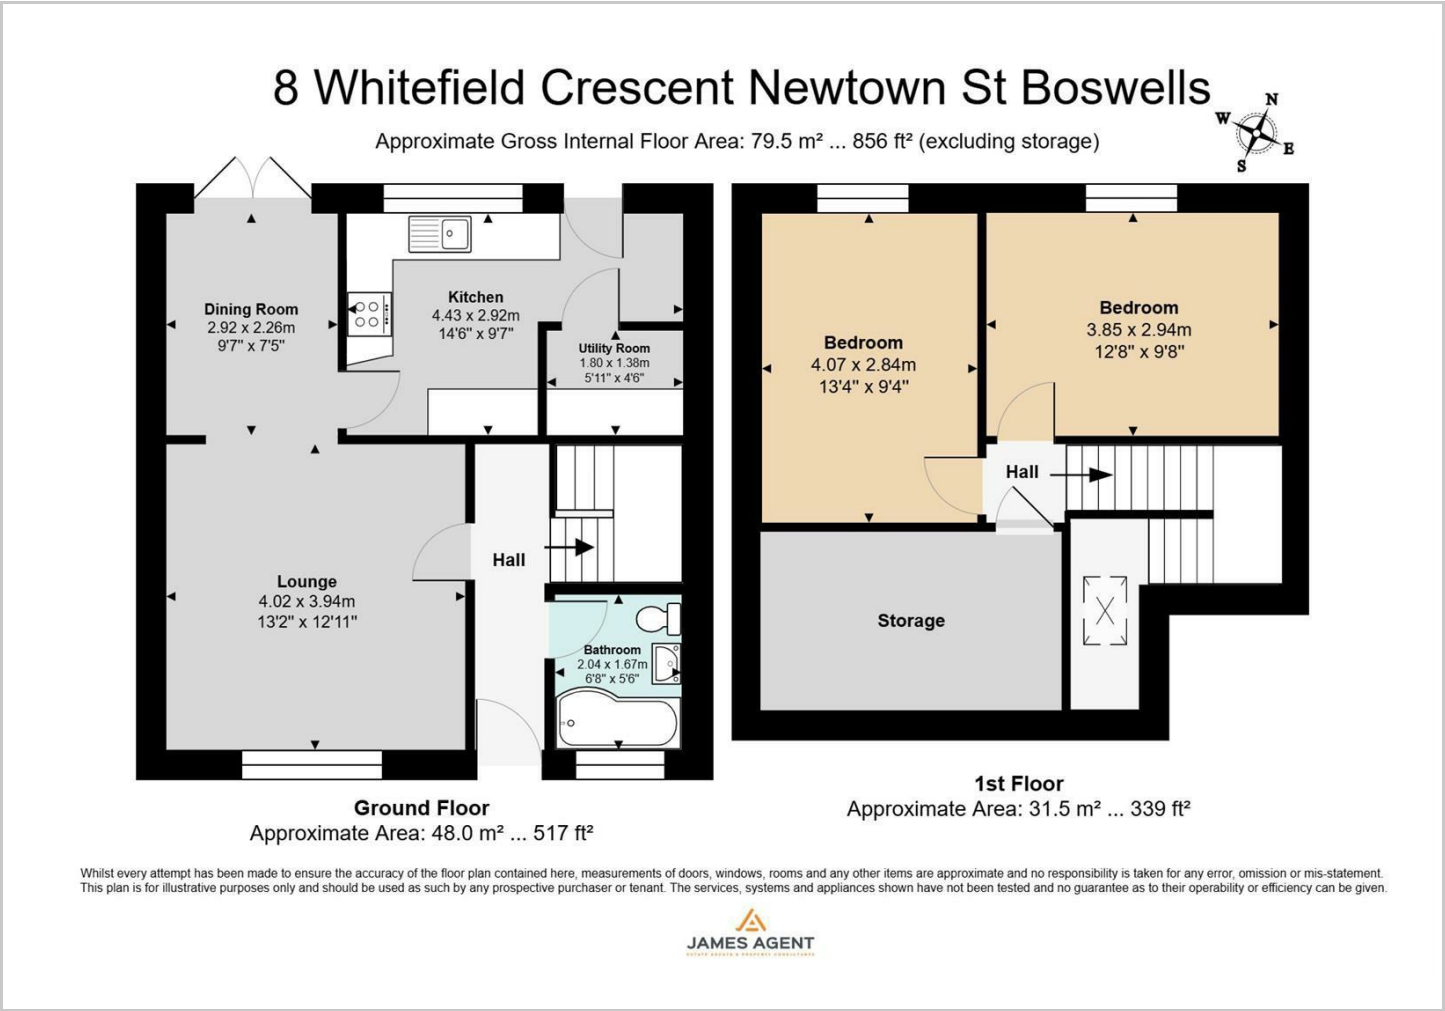 8 Whitefield Crescent Newtown St Boswells
Approximate Gross Internal Floor Area: 79.5 m² ... 856 ft² (excluding storage)
N
W
E
S
Dining Room
2.92 x 2.26m
9'7" x 7'5"
Kitchen
4.43 x 2.92m
14'6" x 9'7"
Utility Room
1.80 x 1.38m
5'11" x 4'6"
Lounge
4.02 x 3.94m
13'2" x 12'11"
Hall
Bathroom
2.04 x 1.67m
6'8" x 5'6"
Ground Floor
Approximate Area: 48.0 m² ... 517 ft²
Bedroom
4.07 x 2.84m
13'4" x 9'4"
Bedroom
3.85 x 2.94m
12'8" x 9'8"
Hall
Storage
1st Floor
Approximate Area: 31.5 m² ... 339 ft²
Whilst every attempt has been made to ensure the accuracy of the floor plan contained here, measurements of doors, windows, rooms and any other items are approximate and no responsibility is taken for any error, omission or mis-statement.
This plan is for illustrative purposes only and should be used as such by any prospective purchaser or tenant. The services, systems and appliances shown have not been tested and no guarantee as to their operability or efficiency can be given.
JAMES AGENT
ESTATE AGENTS & PROPERTY CONSULTANTS